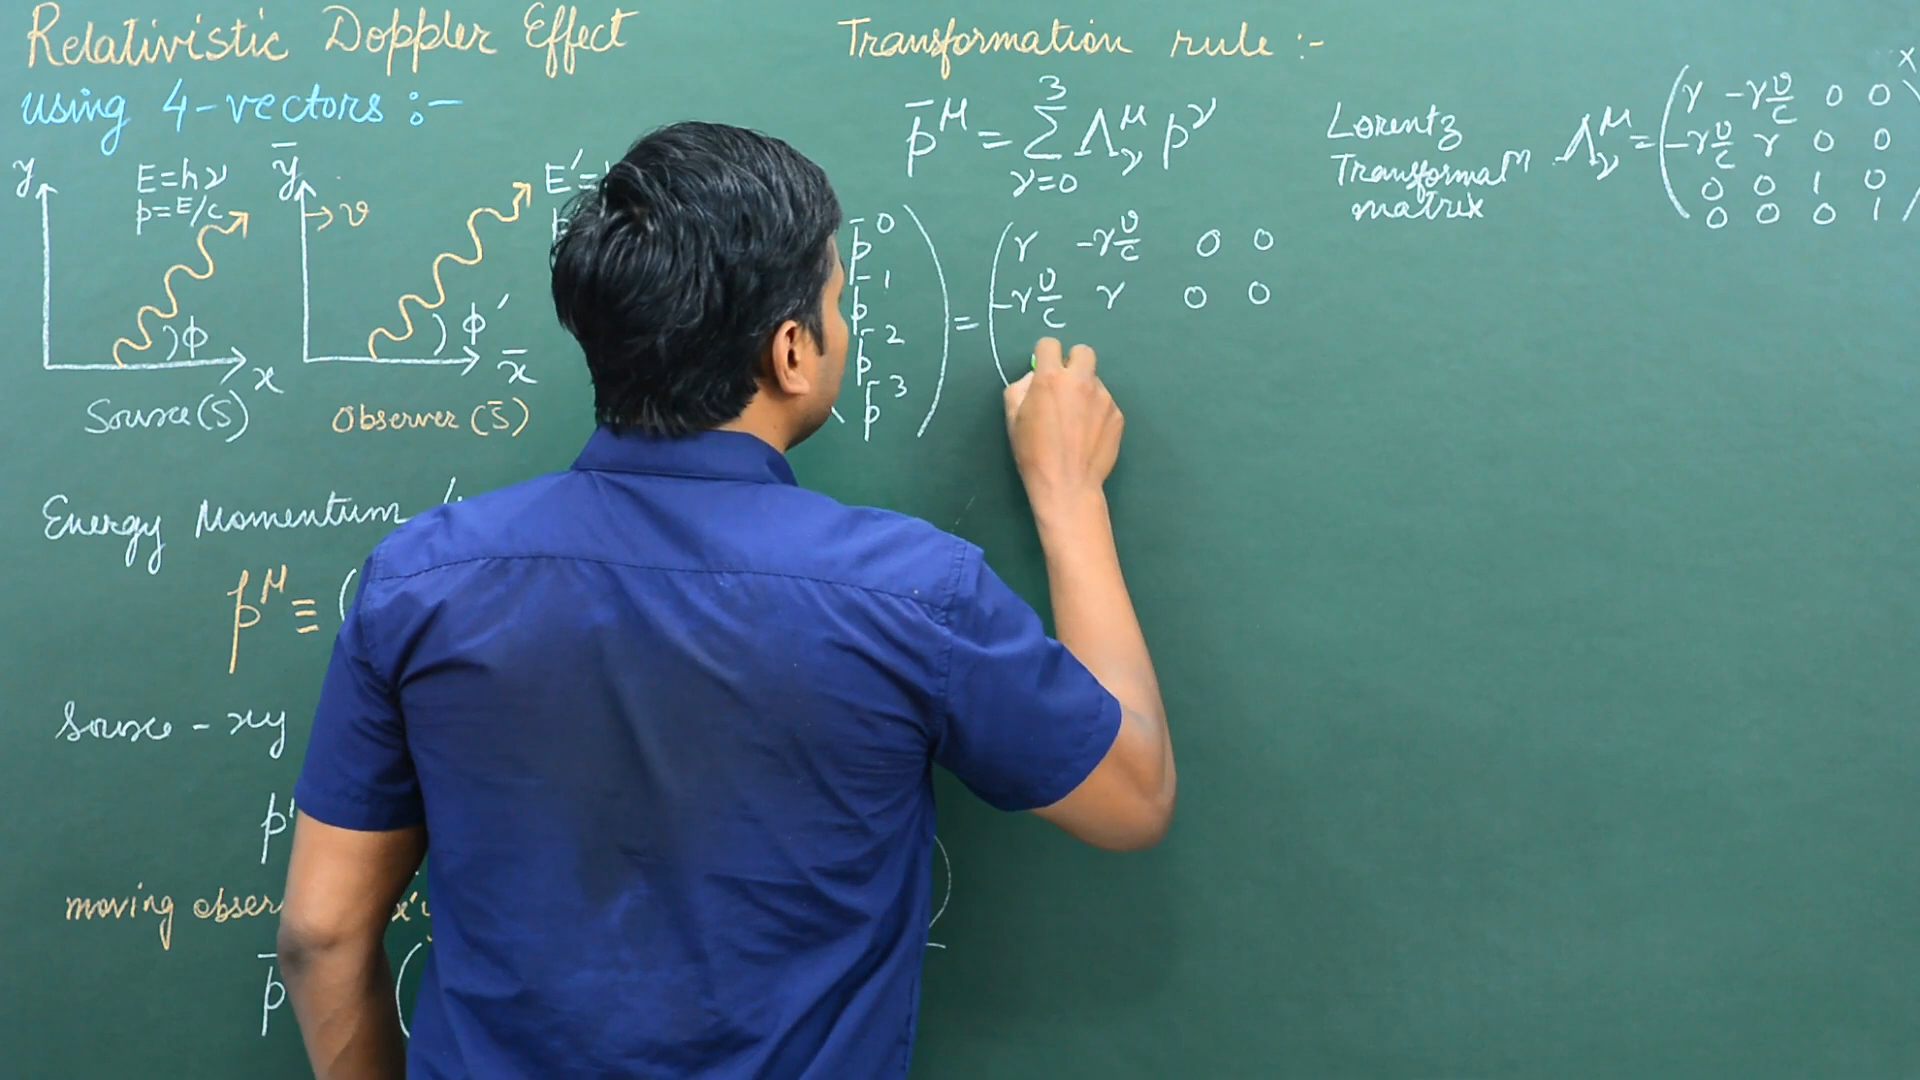 Relativistic Doppler Effect
using 4-vectors :-
y
E=hν
p=E/c
ϕ
x
Source (S)
y̅
→ v
E'=
ϕ'
x̅
Observer (S̅)
Energy Momentum
p^μ ≡ (
Source - xy
p
moving obser
x'
p̅ (
Transformation rule :-
p̅^μ = Σ_{ν=0}^{3} Λ^μ_ν p^ν
Lorentz
Transformaⁿ
matrix
Λ^μ_ν = ( γ -γv/c 0 0 )
-γv/c γ 0 0
0 0 1 0
0 0 0 1
x
p̅^0
p̅^1
p̅^2
p̅^3
= ( γ -γv/c 0 0
-γv/c γ 0 0